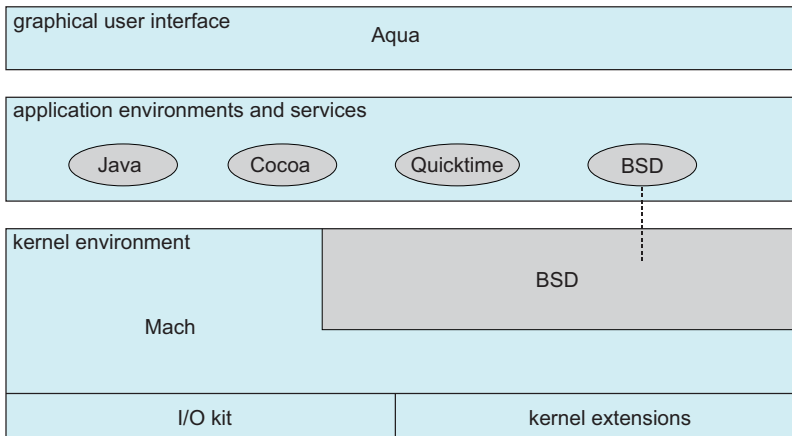 graphical user interface
Aqua
application environments and services
Java
Cocoa
Quicktime
BSD
kernel environment
BSD
Mach
I/O kit
kernel extensions